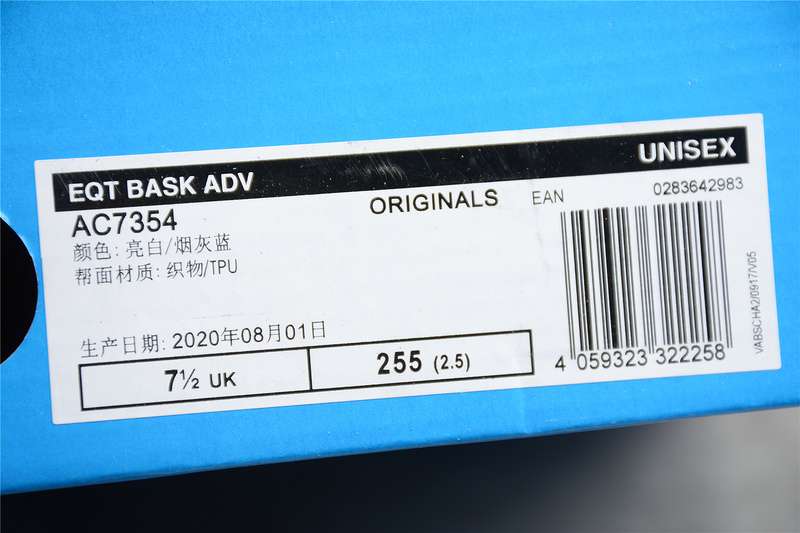 EQT BASK ADV UNISEX
AC7354 ORIGINALS EAN 0283642983
颜色: 亮白/烟灰蓝
帮面材质: 织物/TPU
生产日期: 2020年08月01日
7½ UK 255 (2.5)
4 059323 322258
VABSCHA2/0917/V05